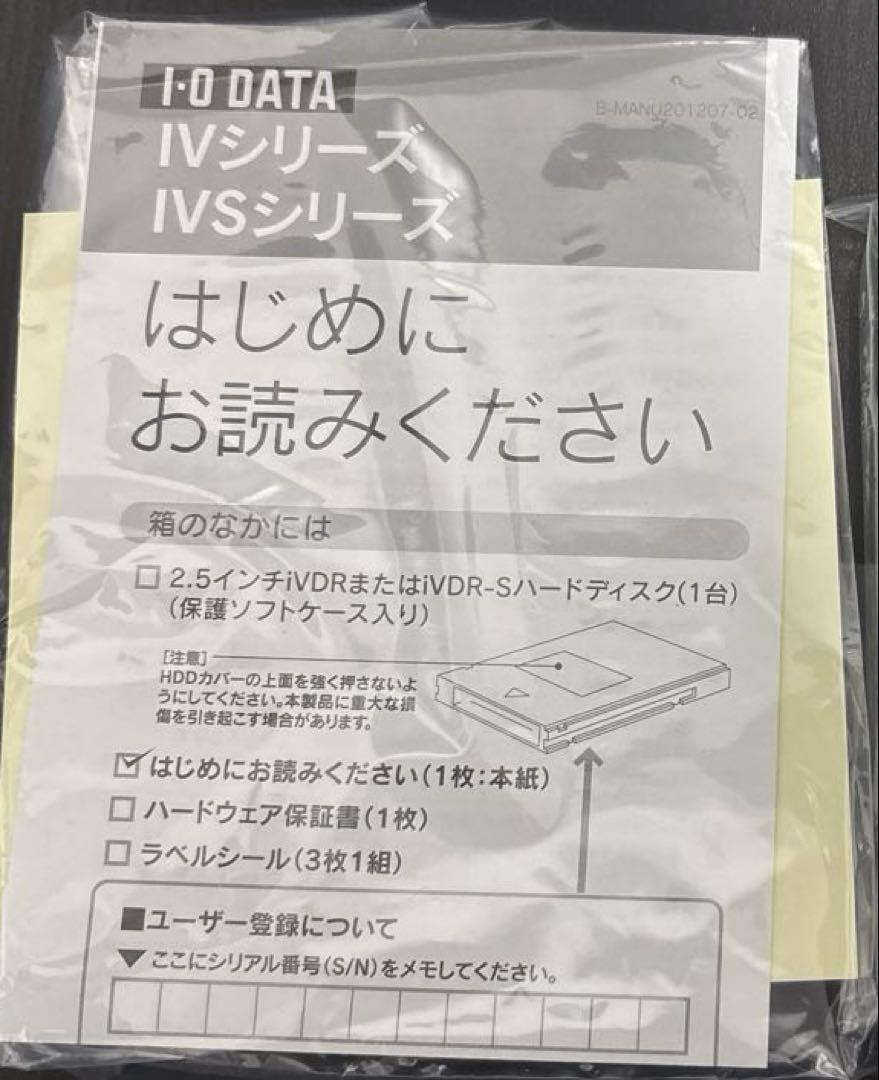 I·O DATA
B-MANU201207-02
IVシリーズ
IVSシリーズ
はじめに
お読みください
箱のなかには
□ 2.5インチiVDRまたはiVDR-Sハードディスク(1台)
(保護ソフトケース入り)
[注意]
HDDカバーの上面を強く押さないよ
うにしてください。本製品に重大な損
傷を引き起こす場合があります。
☑ はじめにお読みください(1枚:本紙)
□ ハードウェア保証書(1枚)
□ ラベルシール(3枚1組)
■ユーザー登録について
▼ ここにシリアル番号(S/N)をメモしてください。